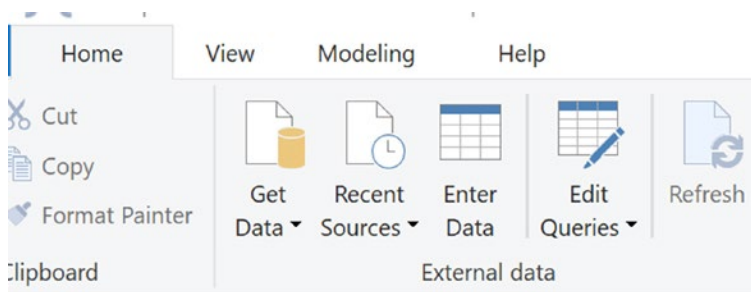 Home View Modeling Help
Cut
Copy
Format Painter
Get Data
Recent Sources
Enter Data
Edit Queries
Refresh
Clipboard
External data